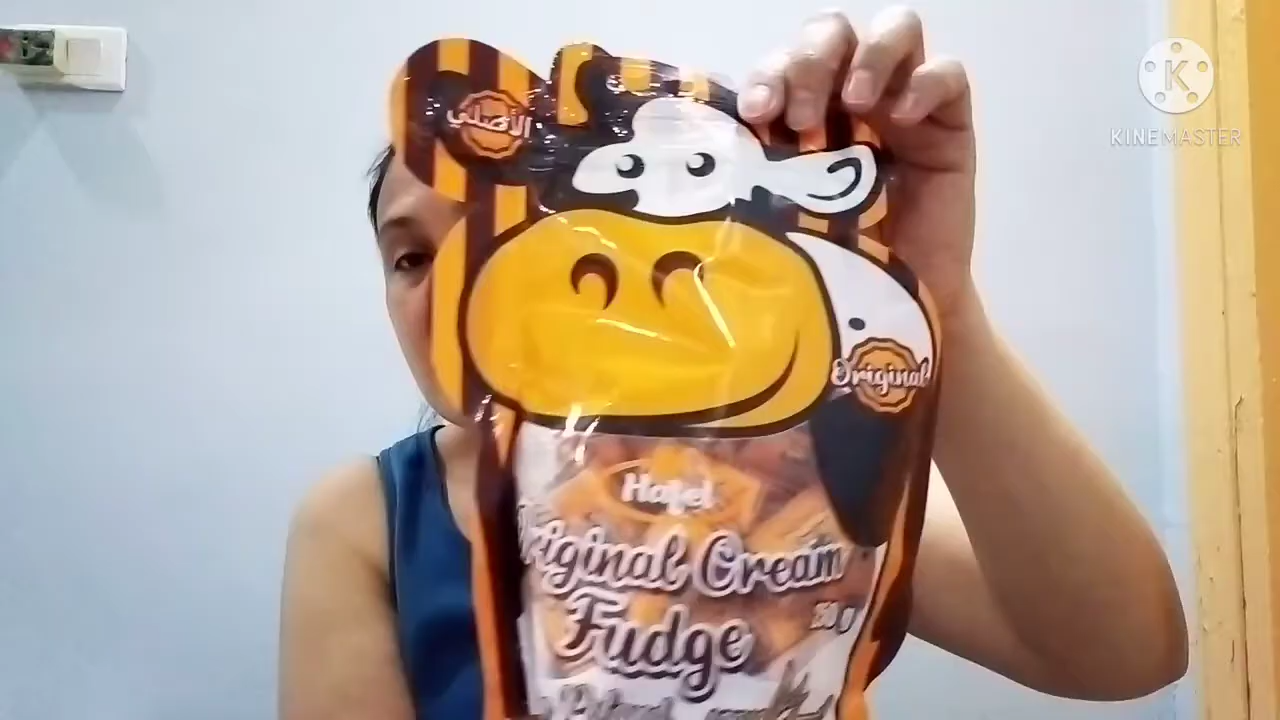 K
KINEMASTER
الأصلي
Original
Hafel
Original Cream
Fudge